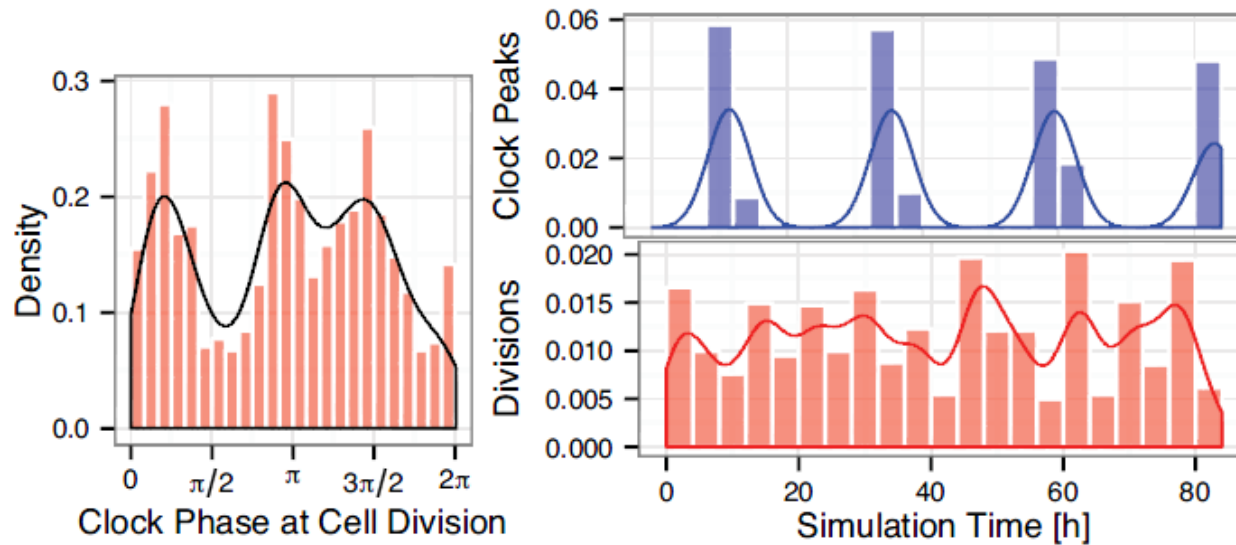 Density
0.3
0.2
0.1
0.0
0
π/2
π
3π/2
2π
Clock Phase at Cell Division
Clock Peaks
0.06
0.04
0.02
0.00
Divisions
0.020
0.015
0.010
0.005
0.000
0
20
40
60
80
Simulation Time [h]